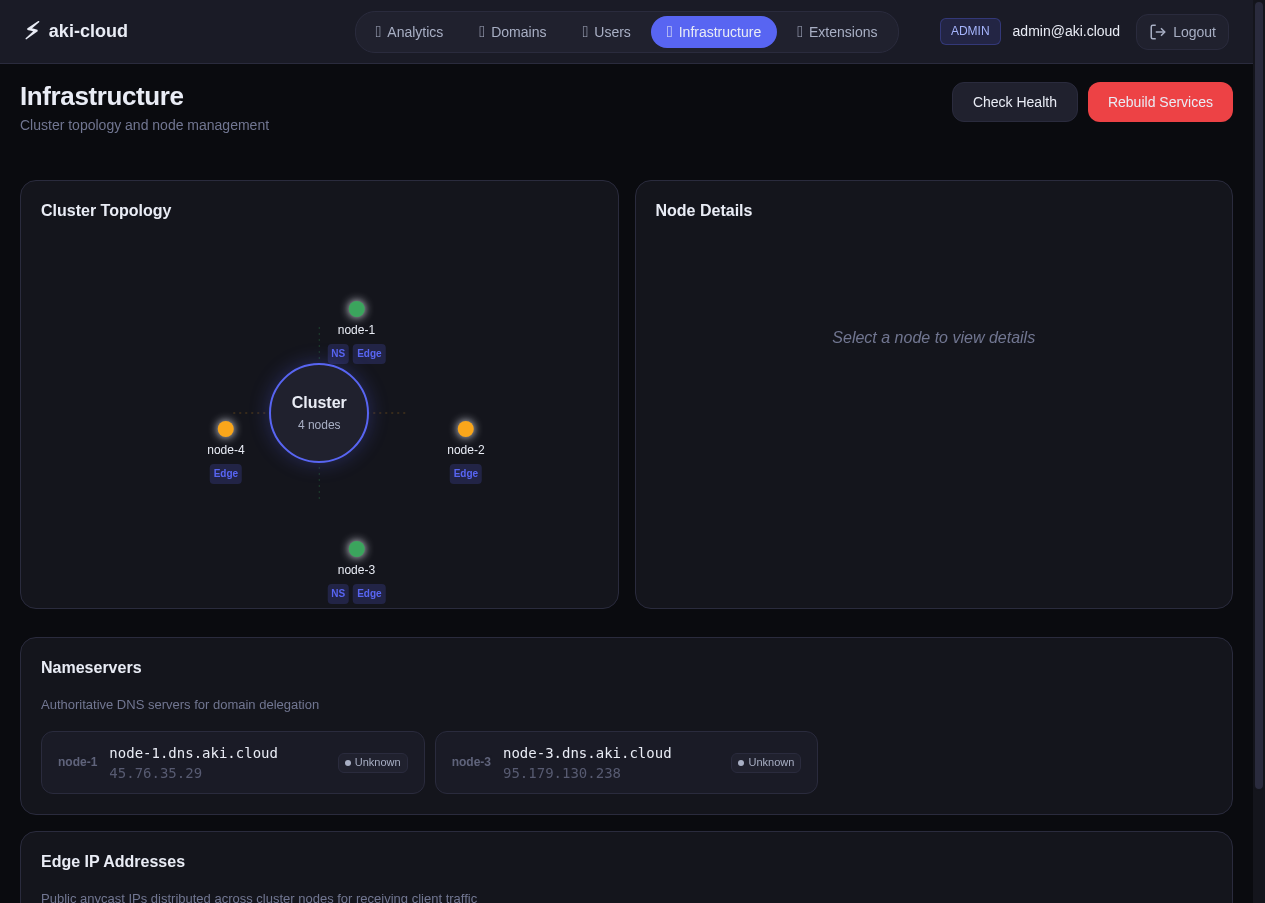 aki-cloud
Analytics
Domains
Users
Infrastructure
Extensions
ADMIN
admin@aki.cloud
Logout
Infrastructure
Cluster topology and node management
Check Health
Rebuild Services
Cluster Topology
node-1
NS Edge
Cluster
4 nodes
node-4
Edge
node-2
Edge
node-3
NS Edge
Node Details
Select a node to view details
Nameservers
Authoritative DNS servers for domain delegation
node-1
node-1.dns.aki.cloud
45.76.35.29
Unknown
node-3
node-3.dns.aki.cloud
95.179.130.238
Unknown
Edge IP Addresses
Public anycast IPs distributed across cluster nodes for receiving client traffic